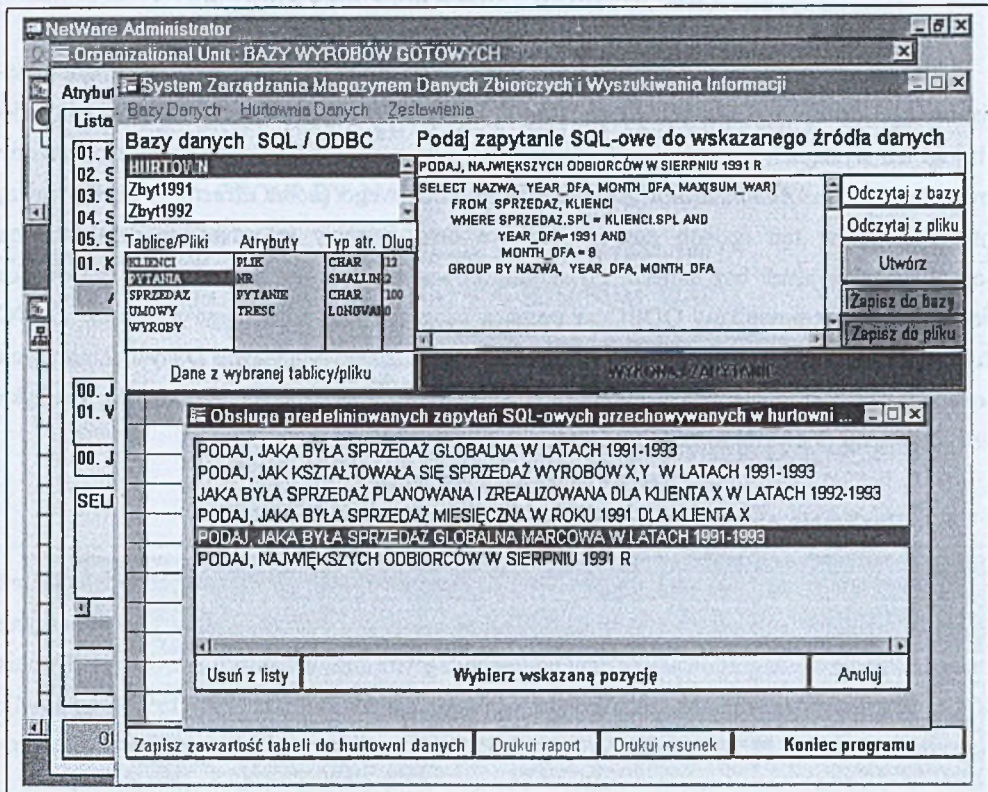 NetWare Administrator
Organizational Unit : BAZY WYROBÓW GOTOWYCH
System Zarządzania Magazynem Danych Zbiorczych i Wyszukiwania Informacji
Atrybut
Lista
Bazy Danych Hurtownia Danych Zestawienia
Bazy danych SQL / ODBC
Podaj zapytanie SQL-owe do wskazanego źródła danych
01. K
02. S
03. S
04. S
05. S
01. K
HURTOWN
Zbyt1991
Zbyt1992
PODAJ, NAJWIĘKSZYCH ODBIORCÓW W SIERPNIU 1991 R
SELECT NAZWA, YEAR_DFA, MONTH_DFA, MAX(SUM_WAR)
FROM SPRZEDAZ, KLIENCI
WHERE SPRZEDAZ.SPL = KLIENCI.SPL AND
YEAR_DFA=1991 AND
MONTH_DFA = 8
GROUP BY NAZWA, YEAR_DFA, MONTH_DFA
Odczytaj z bazy
Odczytaj z pliku
Utwórz
Zapisz do bazy
Zapisz do pliku
Tablice/Pliki Atrybuty Typ atr. Dlug
KLIENCI PLIK CHAR 12
PYTANIA NR SMALLIN 2
SPRZEDAZ PYTANIE CHAR 100
UMOWY TRESC LONGVAR 0
WYROBY
Dane z wybranej tablicy/pliku
WYKONAJ ZAPYTANIE
00. J
01. V
00. J
SELE
Obsługa predefiniowanych zapytań SQL-owych przechowywanych w hurtowni ...
PODAJ, JAKA BYŁA SPRZEDAŻ GLOBALNA W LATACH 1991-1993
PODAJ, JAK KSZTAŁTOWAŁA SIĘ SPRZEDAŻ WYROBÓW X,Y W LATACH 1991-1993
JAKA BYŁA SPRZEDAŻ PLANOWANA I ZREALIZOWANA DLA KLIENTA X W LATACH 1992-1993
PODAJ, JAKA BYŁA SPRZEDAŻ MIESIĘCZNA W ROKU 1991 DLA KLIENTA X
PODAJ, JAKA BYŁA SPRZEDAŻ GLOBALNA MARCOWA W LATACH 1991-1993
PODAJ, NAJWIĘKSZYCH ODBIORCÓW W SIERPNIU 1991 R
Usuń z listy Wybierz wskazaną pozycję Anuluj
Zapisz zawartość tabeli do hurtowni danych Drukuj raport Drukuj rysunek Koniec programu